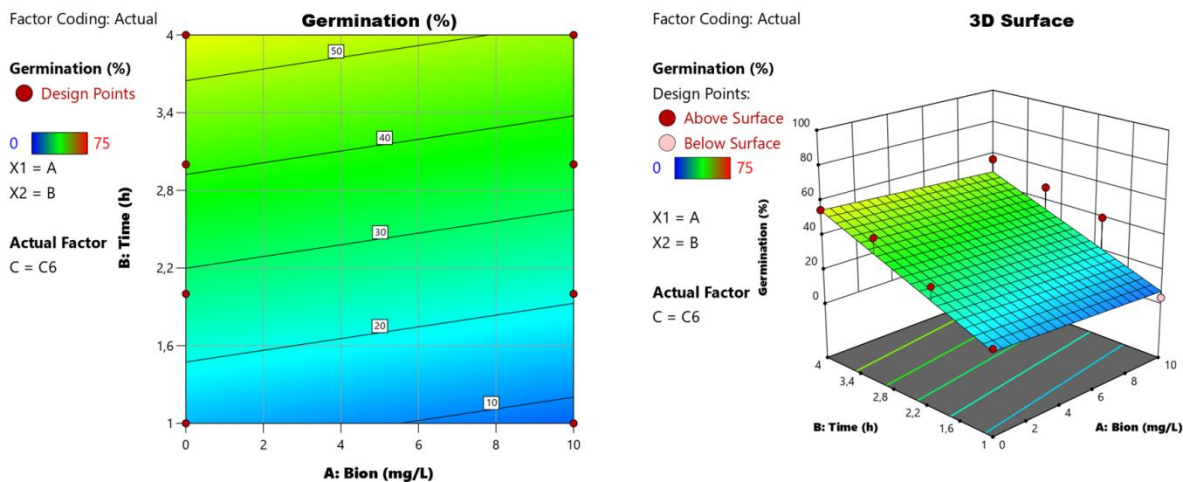 Factor Coding: Actual
Germination (%)
Germination (%)
Design Points
0 75
X1 = A
X2 = B
Actual Factor
C = C6
B: Time (h)
4
3,4
2,8
2,2
1,6
1
50
40
30
20
10
0 2 4 6 8 10
A: Bion (mg/L)
Factor Coding: Actual
3D Surface
Germination (%)
Design Points:
Above Surface
Below Surface
0 75
X1 = A
X2 = B
Actual Factor
C = C6
Germination (%)
100
80
60
40
20
0
4
3,4
2,8
2,2
1,6
1
B: Time (h)
0
2
4
6
8
10
A: Bion (mg/L)